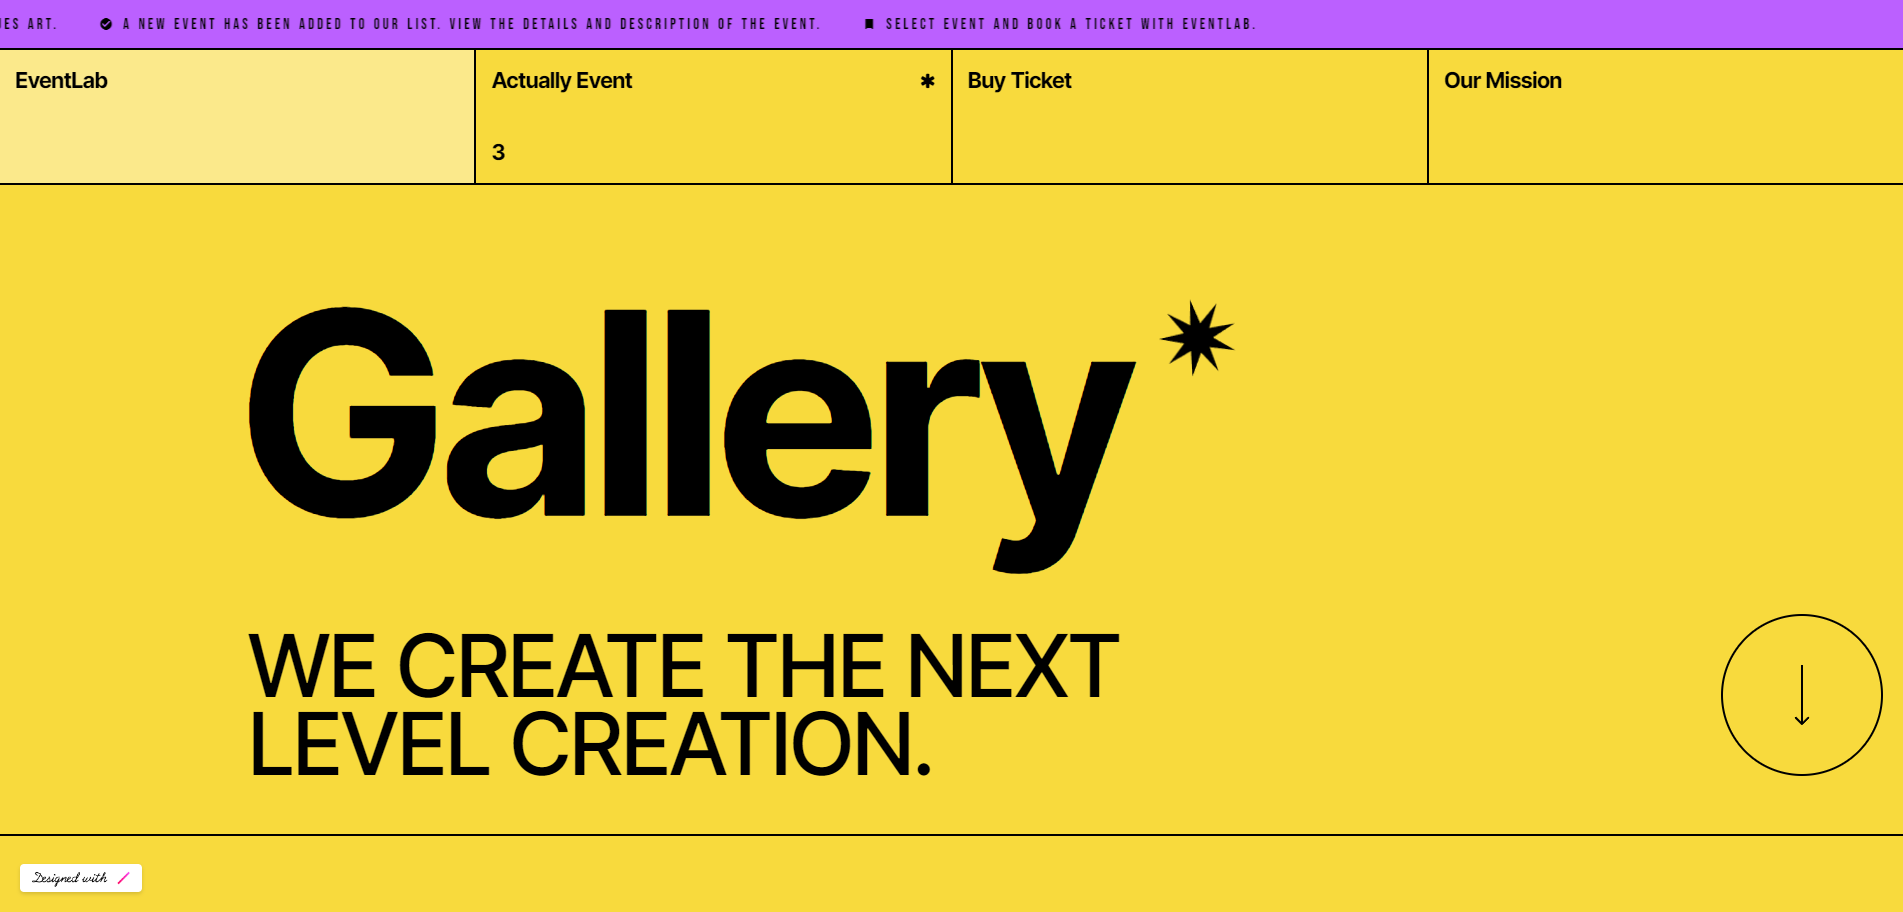 ART. A NEW EVENT HAS BEEN ADDED TO OUR LIST. VIEW THE DETAILS AND DESCRIPTION OF THE EVENT. SELECT EVENT AND BOOK A TICKET WITH EVENTLAB.
EventLab
Actually Event
3
Buy Ticket
Our Mission
Gallery
WE CREATE THE NEXT
LEVEL CREATION.
Designed with